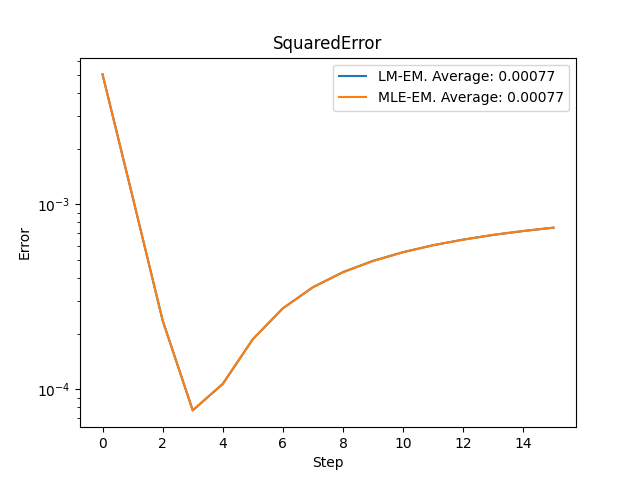 SquaredError
LM-EM. Average: 0.00077
MLE-EM. Average: 0.00077
10⁻³
10⁻⁴
Error
0 2 4 6 8 10 12 14
Step